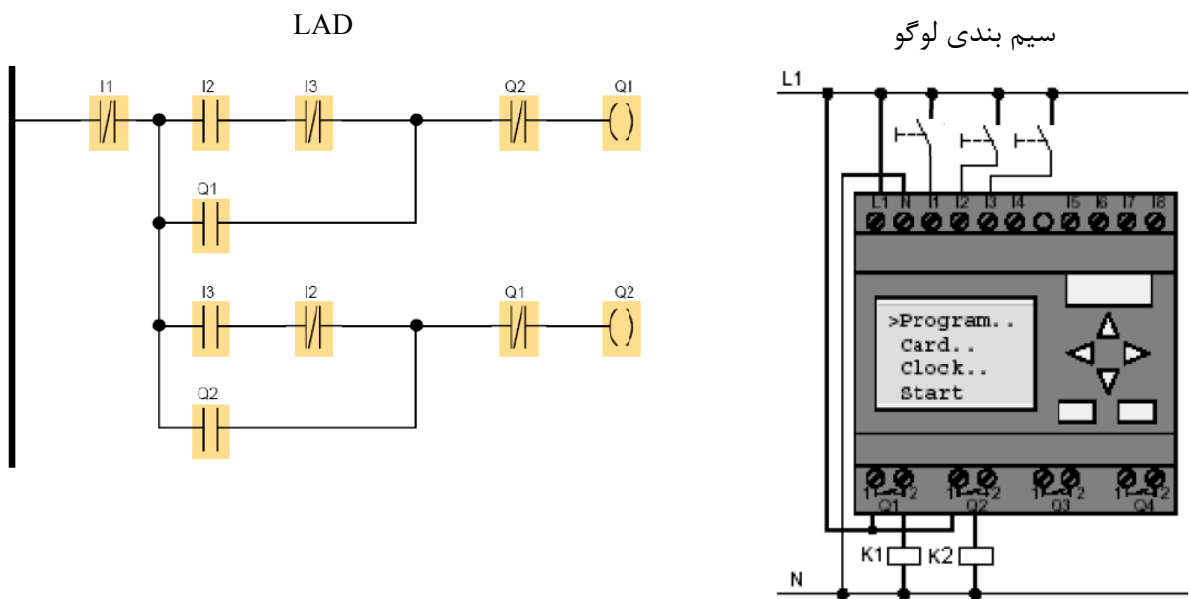 LAD
سیم بندی لوگو
I1 I2 I3 Q2 Q1
Q1
I3 I2 Q1 Q2
Q2
L1
L1 N I1 I2 I3 I4 I5 I6 I7 I8
>Program..
Card..
Clock..
Start
1 2 1 2 1 2 1 2
Q1 Q2 Q3 Q4
K1 K2
N